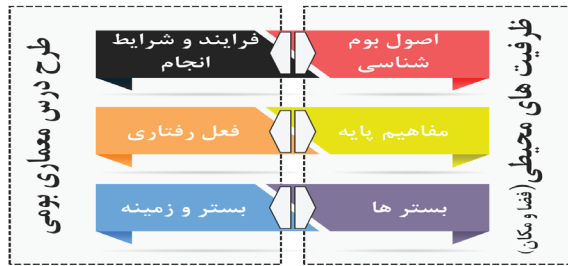 ظرفیت های محیطی(فضا و مکان)
اصول بوم
شناسی
مفاهیم پایه
بستر ها
فرایند و شرایط
انجام
فعل رفتاری
بستر و زمینه
طرح درس معماری بومی